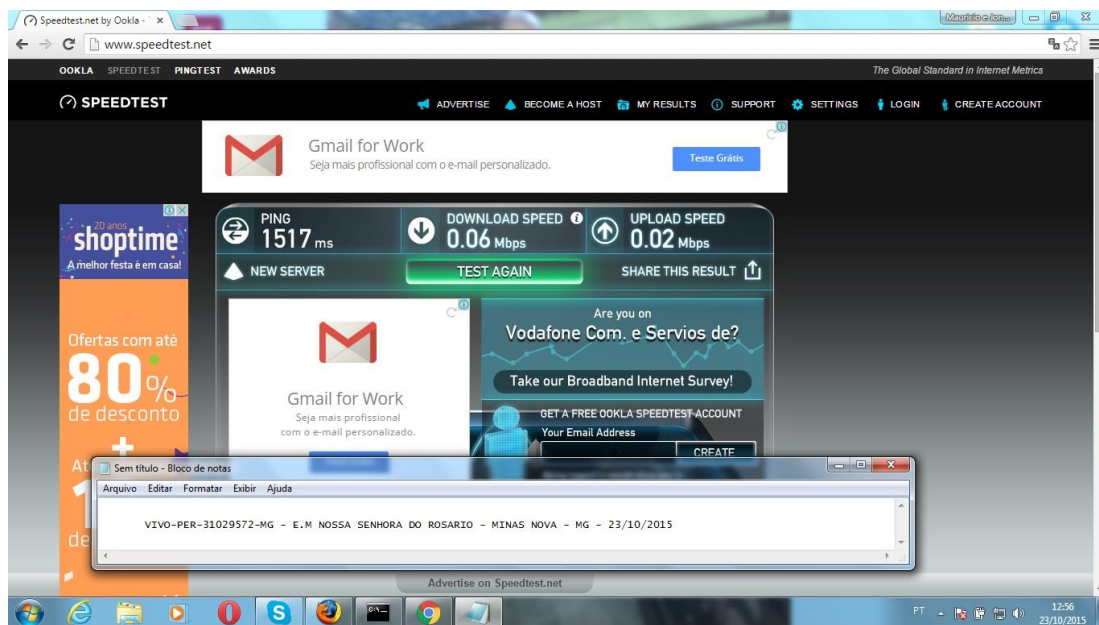 Speedtest.net by Ookla -
www.speedtest.net
OOKLA SPEEDTEST PINGTEST AWARDS
The Global Standard in Internet Metrics
SPEEDTEST
ADVERTISE BECOME A HOST MY RESULTS SUPPORT SETTINGS LOGIN CREATE ACCOUNT
Gmail for Work
Seja mais profissional com o e-mail personalizado.
Teste Grátis
20 anos
shoptime
A melhor festa é em casa!
Ofertas com até
80%
de desconto
+
PING
1517 ms
DOWNLOAD SPEED
0.06 Mbps
UPLOAD SPEED
0.02 Mbps
NEW SERVER
TEST AGAIN
SHARE THIS RESULT
Gmail for Work
Seja mais profissional
com o e-mail personalizado.
Are you on
Vodafone Com. e Servios de?
Take our Broadband Internet Survey!
GET A FREE OOKLA SPEEDTEST ACCOUNT
Your Email Address
CREATE
Sem título - Bloco de notas
Arquivo Editar Formatar Exibir Ajuda
VIVO-PER-31029572-MG - E.M NOSSA SENHORA DO ROSARIO - MINAS NOVA - MG - 23/10/2015
de
Advertise on Speedtest.net
PT
12:56
23/10/2015